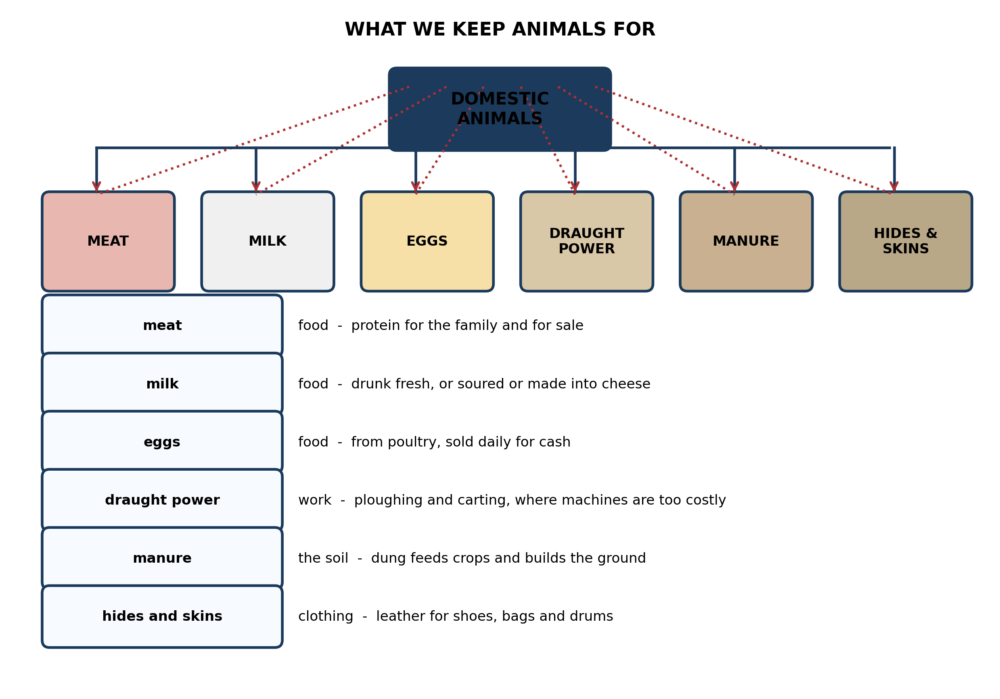 WHAT WE KEEP ANIMALS FOR
DOMESTIC
ANIMALS
MEAT
MILK
EGGS
DRAUGHT
POWER
MANURE
HIDES &
SKINS
meat
food - protein for the family and for sale
milk
food - drunk fresh, or soured or made into cheese
eggs
food - from poultry, sold daily for cash
draught power
work - ploughing and carting, where machines are too costly
manure
the soil - dung feeds crops and builds the ground
hides and skins
clothing - leather for shoes, bags and drums